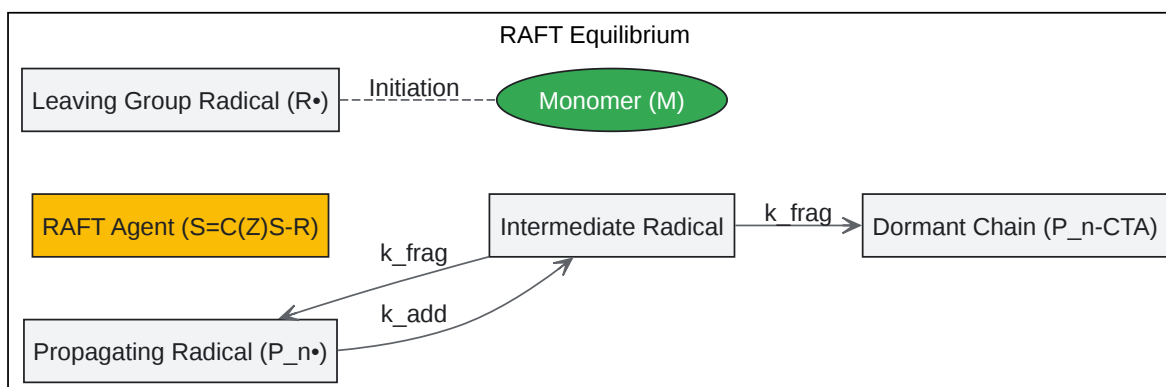 RAFT Equilibrium
Leaving Group Radical (R•)
Initiation
Monomer (M)
RAFT Agent (S=C(Z)S-R)
Intermediate Radical
k_frag
Dormant Chain (P_n-CTA)
k_frag
k_add
Propagating Radical (P_n•)